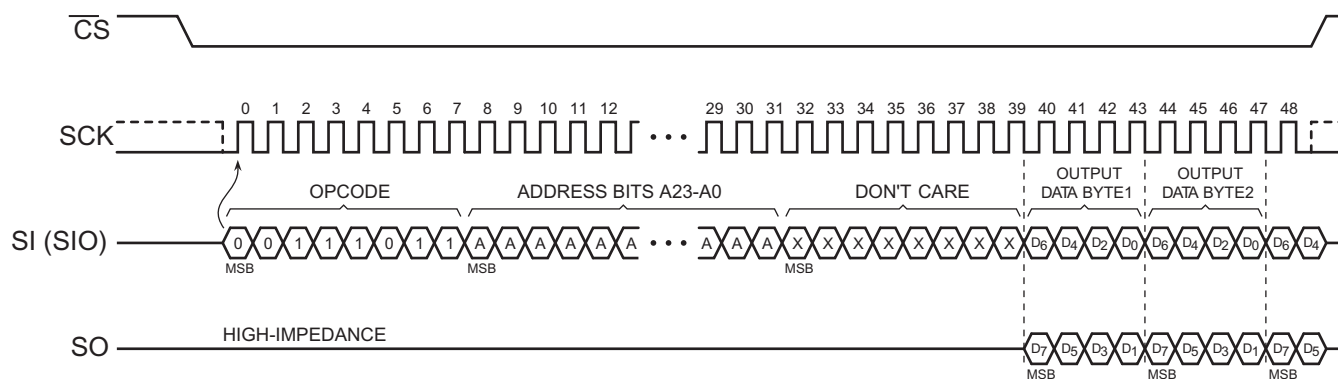 CS
0 1 2 3 4 5 6 7 8 9 10 11 12 29 30 31 32 33 34 35 36 37 38 39 40 41 42 43 44 45 46 47 48
SCK
OPCODE ADDRESS BITS A23-A0 DON'T CARE OUTPUT DATA BYTE1 OUTPUT DATA BYTE2
SI (SIO) 0 0 1 1 1 0 1 1 A A A A A A A A A X X X X X X X X D6 D4 D2 D0 D6 D4 D2 D0 D6 D4
MSB MSB MSB
HIGH-IMPEDANCE
SO D7 D5 D3 D1 D7 D5 D3 D1 D7 D5
MSB MSB MSB